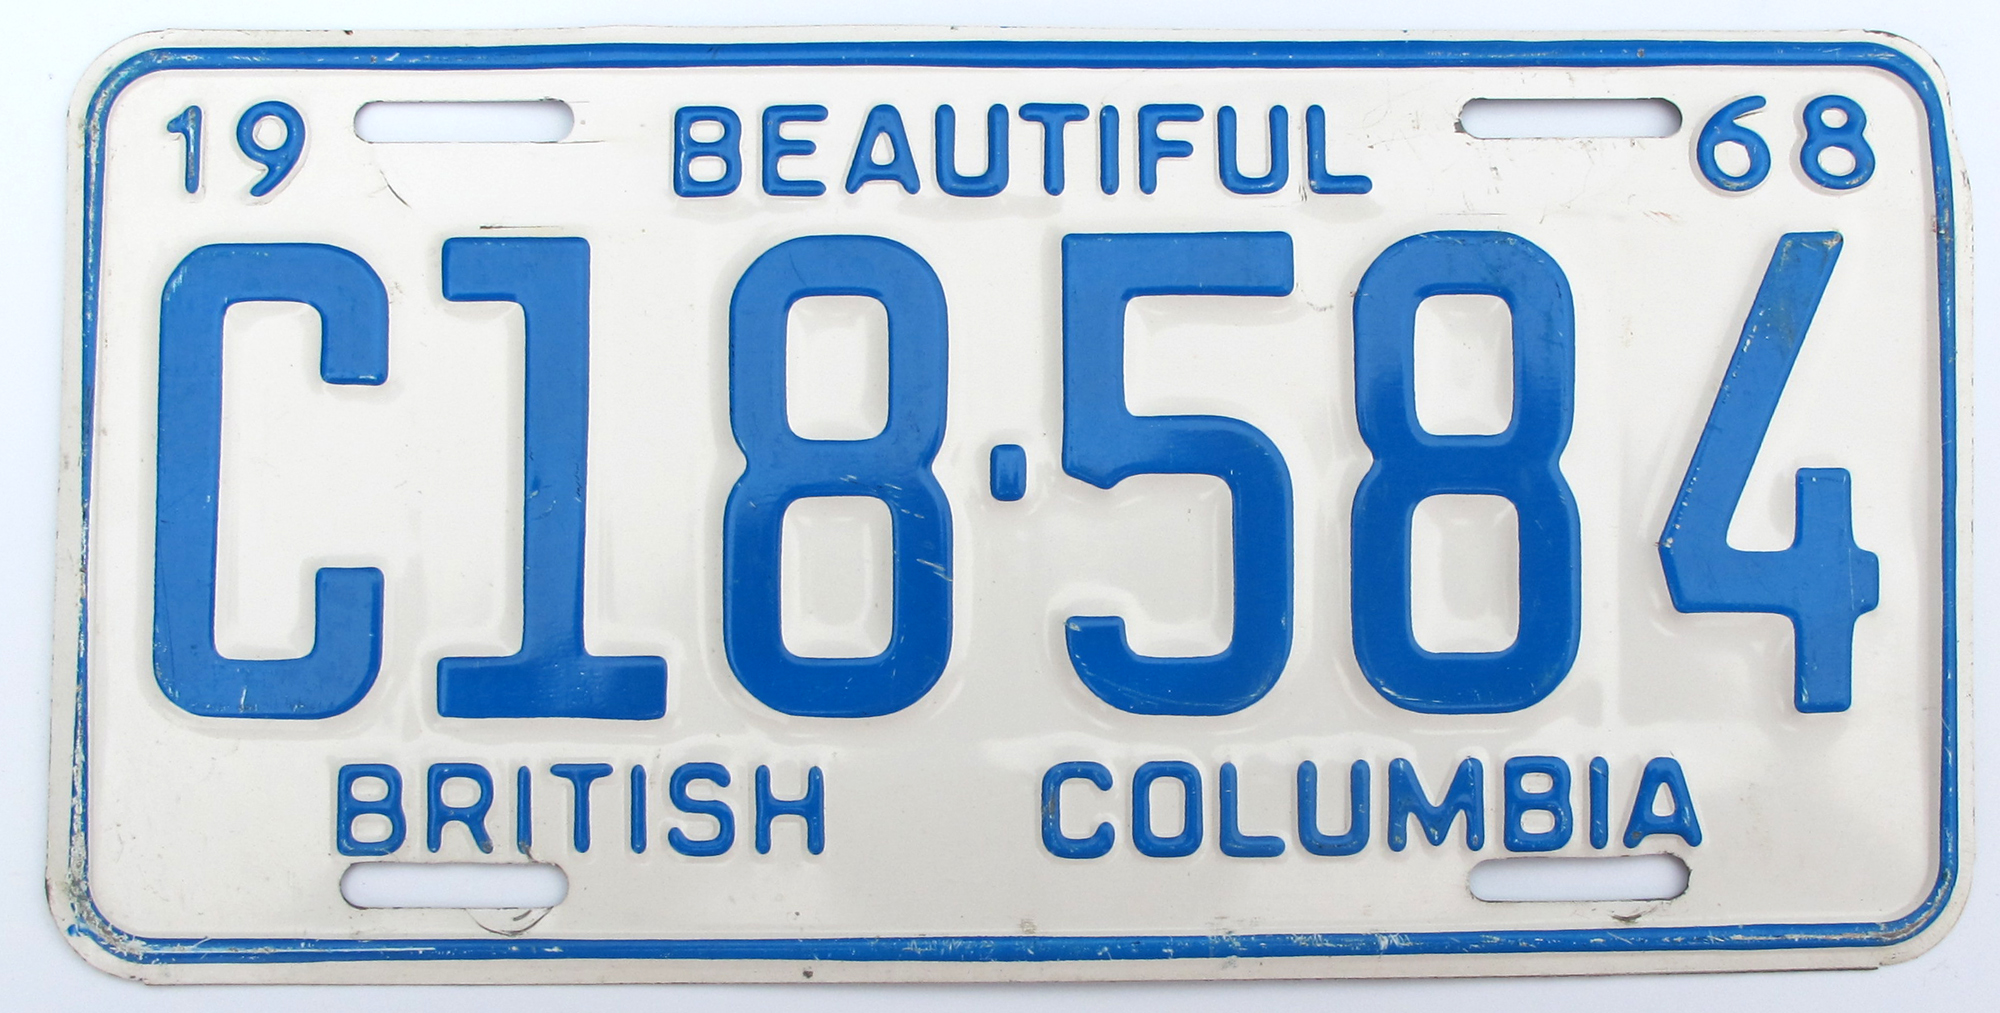 19 BEAUTIFUL 68
C18·584
BRITISH COLUMBIA